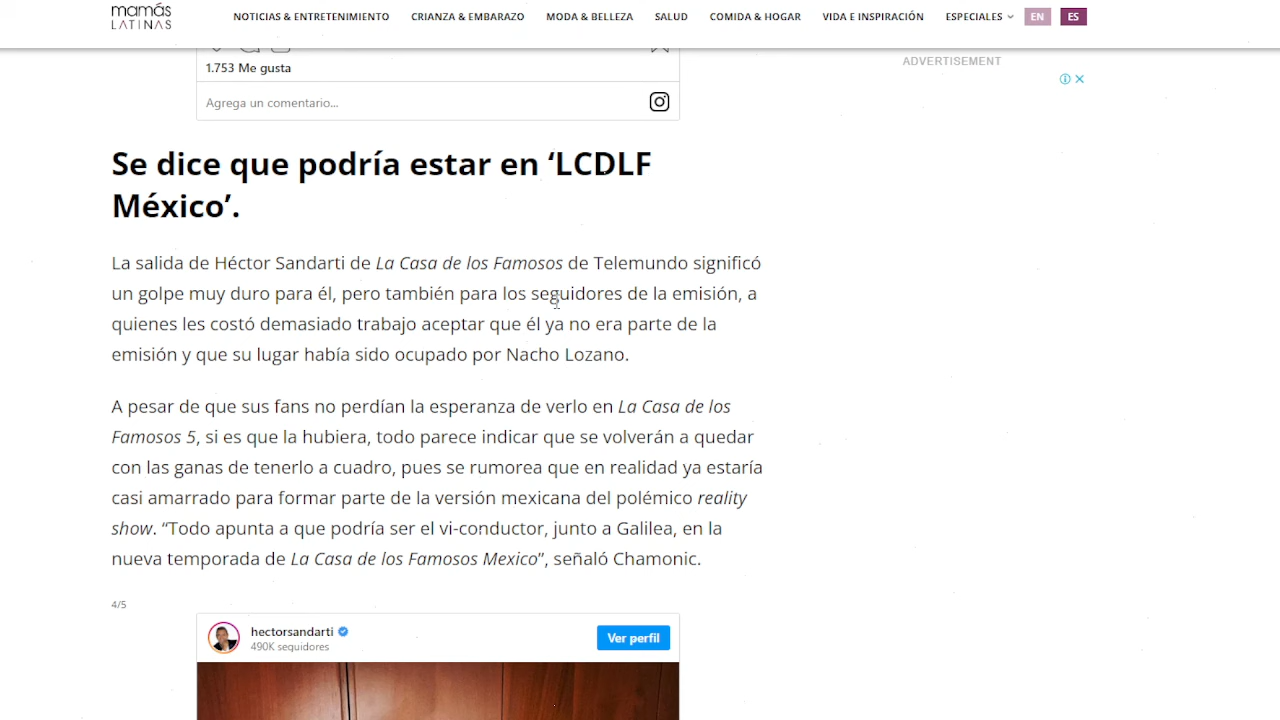 mamás
LATINAS
NOTICIAS & ENTRETENIMIENTO CRIANZA & EMBARAZO MODA & BELLEZA SALUD COMIDA & HOGAR VIDA E INSPIRACIÓN ESPECIALES EN ES
1.753 Me gusta
Agrega un comentario...
ADVERTISEMENT
Se dice que podría estar en ‘LCDLF
México’.
La salida de Héctor Sandarti de La Casa de los Famosos de Telemundo significó
un golpe muy duro para él, pero también para los seguidores de la emisión, a
quienes les costó demasiado trabajo aceptar que él ya no era parte de la
emisión y que su lugar había sido ocupado por Nacho Lozano.
A pesar de que sus fans no perdían la esperanza de verlo en La Casa de los
Famosos 5, si es que la hubiera, todo parece indicar que se volverán a quedar
con las ganas de tenerlo a cuadro, pues se rumorea que en realidad ya estaría
casi amarrado para formar parte de la versión mexicana del polémico reality
show. “Todo apunta a que podría ser el vi-conductor, junto a Galilea, en la
nueva temporada de La Casa de los Famosos Mexico”, señaló Chamonic.
4/5
hectorsandarti
490K seguidores
Ver perfil